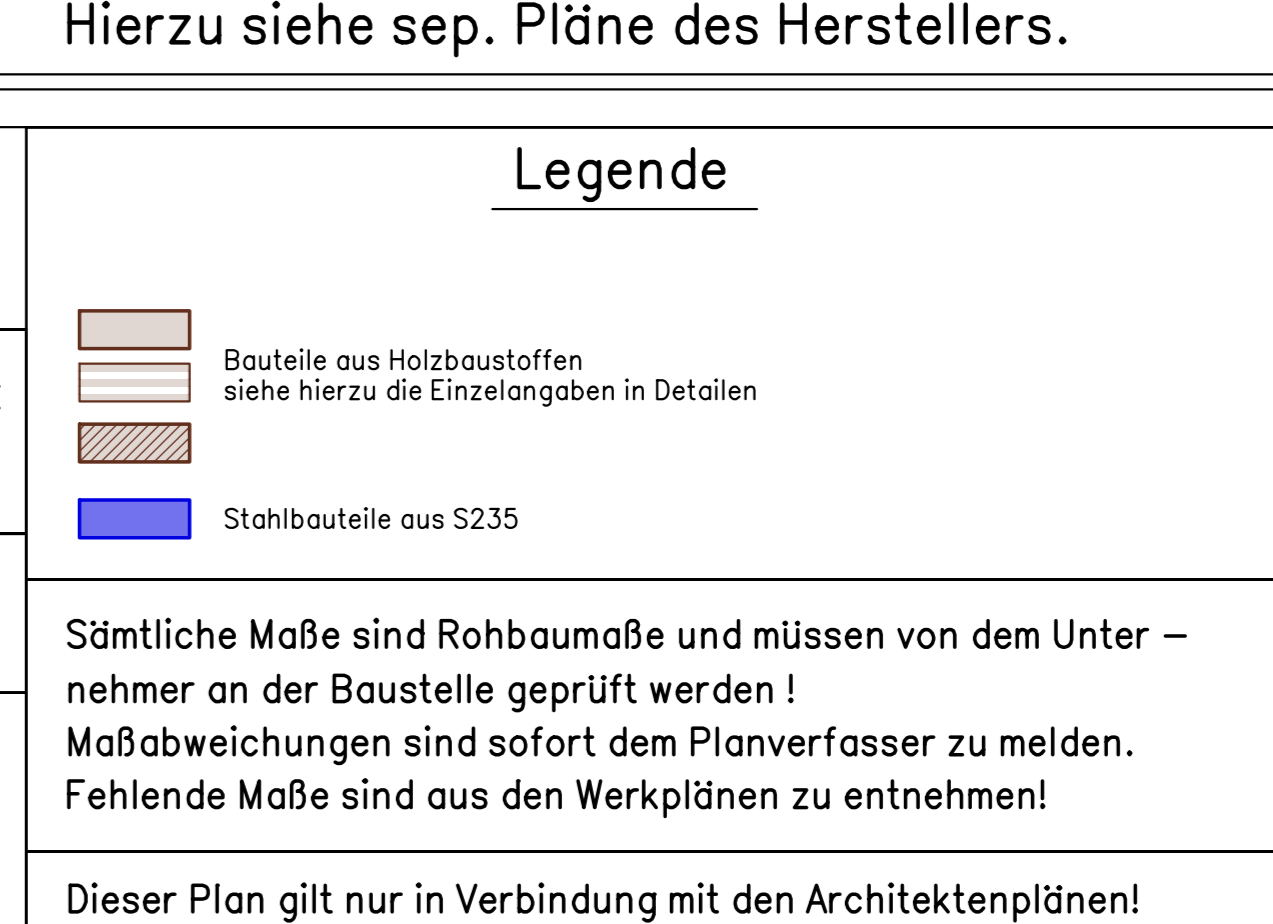 Hierzu siehe sep. Pläne des Herstellers.
Legende
Bauteile aus Holzbaustoffen
siehe hierzu die Einzelangaben in Detailen
Stahlbauteile aus S235
Sämtliche Maße sind Rohbaumaße und müssen von dem Unter –
nehmer an der Baustelle geprüft werden !
Maßabweichungen sind sofort dem Planverfasser zu melden.
Fehlende Maße sind aus den Werkplänen zu entnehmen!
Dieser Plan gilt nur in Verbindung mit den Architektenplänen!